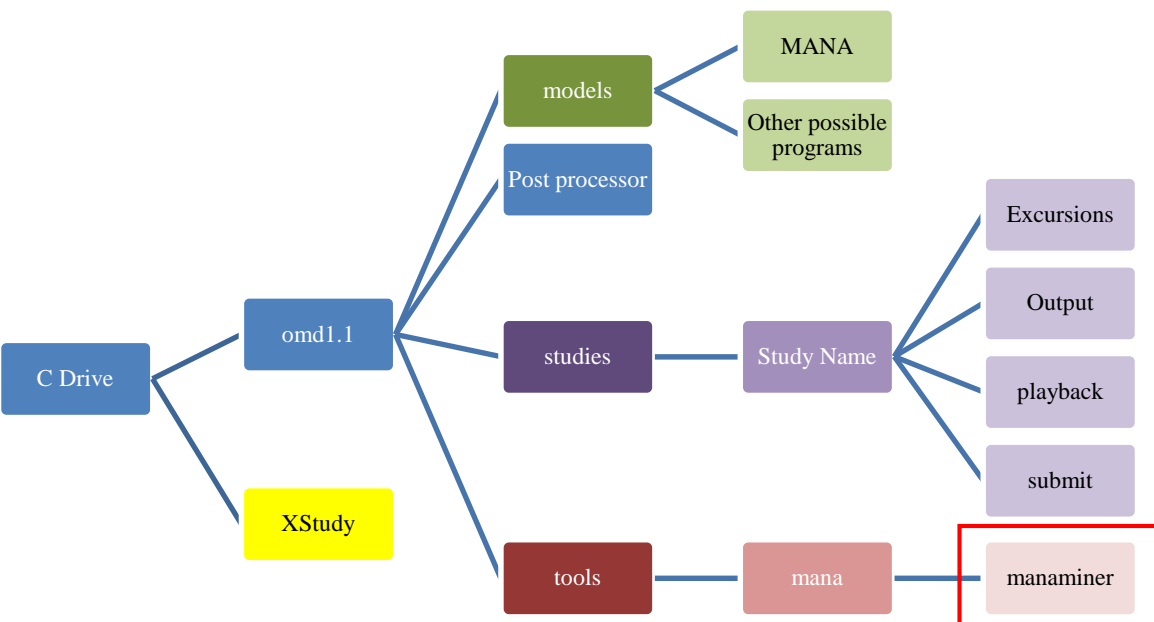 C Drive
omd1.1
XStudy
models
Post processor
studies
tools
MANA
Other possible
programs
Study Name
mana
Excursions
Output
playback
submit
manaminer